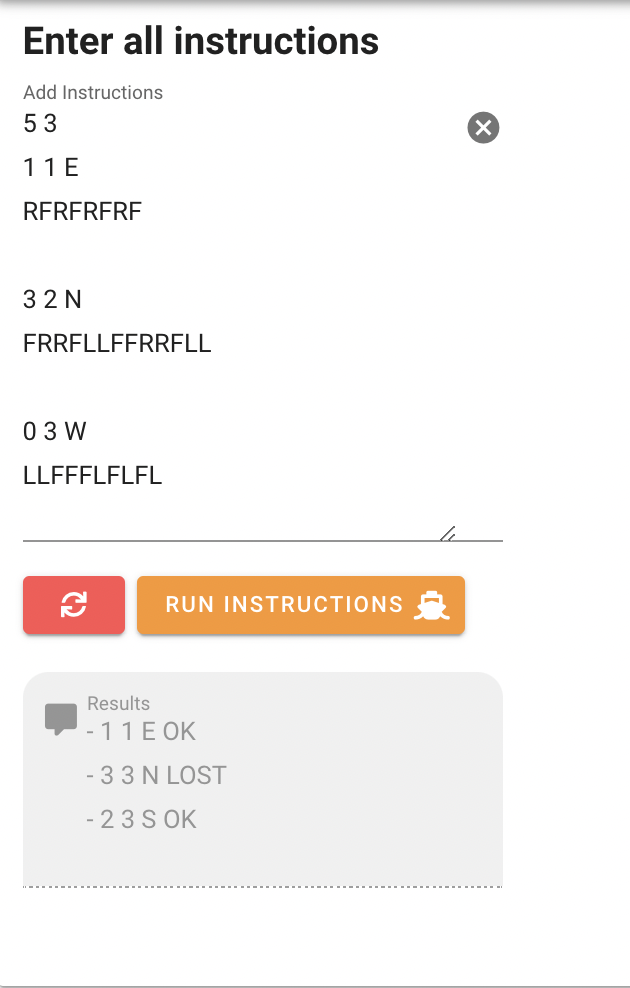 Enter all instructions
Add Instructions
5 3
1 1 E
RFRFRFRF
3 2 N
FRRFLLFFRRFLL
0 3 W
LLFFFLFLFL
RUN INSTRUCTIONS
Results
- 1 1 E OK
- 3 3 N LOST
- 2 3 S OK